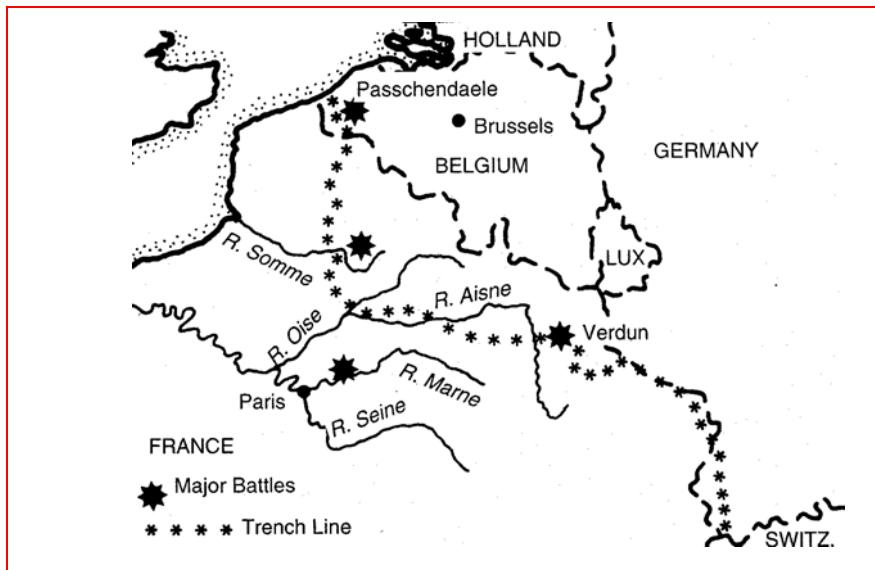 HOLLAND
Passchendaele
Brussels
GERMANY
BELGIUM
R. Somme
LUX
R. Aisne
R. Oise
Verdun
R. Marne
Paris
R. Seine
FRANCE
Major Battles
Trench Line
SWITZ.